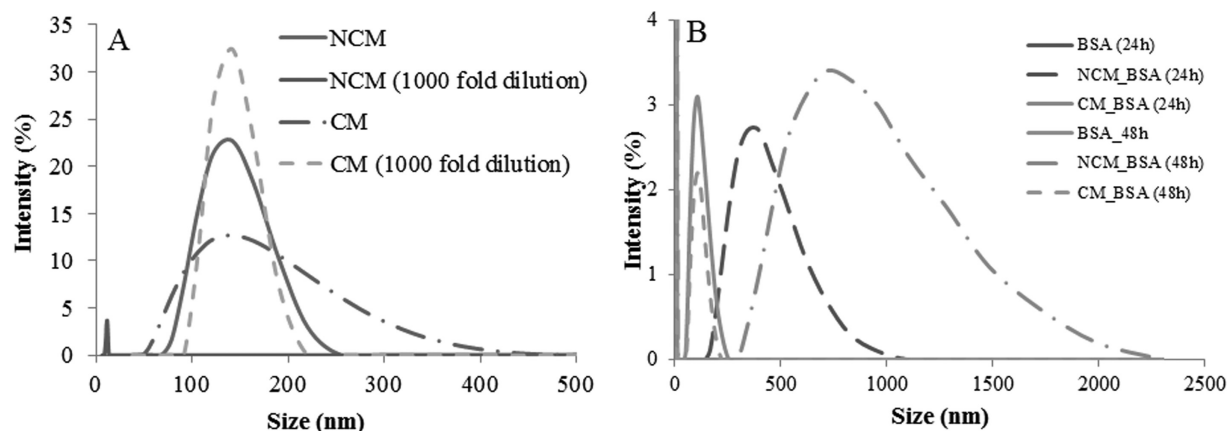 A
Intensity (%)
35
30
25
20
15
10
5
0
NCM
NCM (1000 fold dilution)
CM
CM (1000 fold dilution)
0 100 200 300 400 500
Size (nm)
B
Intensity (%)
4
3
2
1
0
BSA (24h)
NCM_BSA (24h)
CM_BSA (24h)
BSA_48h
NCM_BSA (48h)
CM_BSA (48h)
0 500 1000 1500 2000 2500
Size (nm)